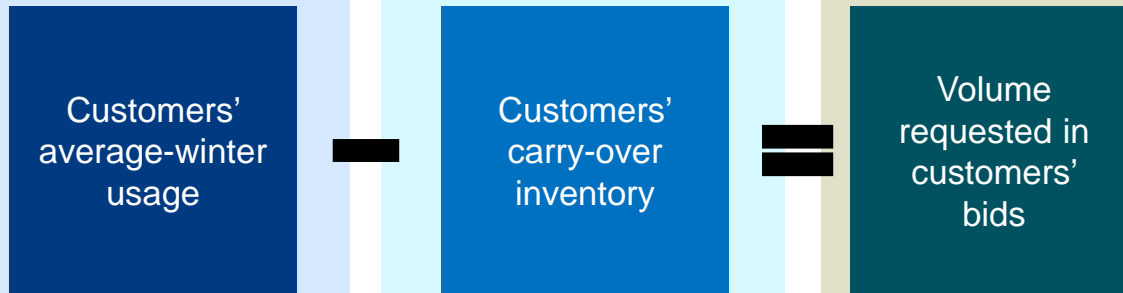 Customers’
average-winter
usage
Customers’
carry-over
inventory
Volume
requested in
customers’
bids